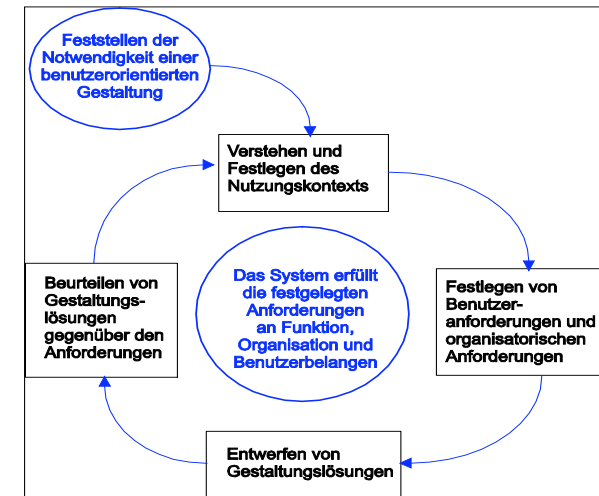 Feststellen der
Notwendigkeit einer
benutzerorientierten
Gestaltung
Verstehen und
Festlegen des
Nutzungskontexts
Beurteilen von
Gestaltungs-
lösungen
gegenüber den
Anforderungen
Das System erfüllt
die festgelegten
Anforderungen
an Funktion,
Organisation und
Benutzerbelangen
Festlegen von
Benutzer-
anforderungen und
organisatorischen
Anforderungen
Entwerfen von
Gestaltungslösungen